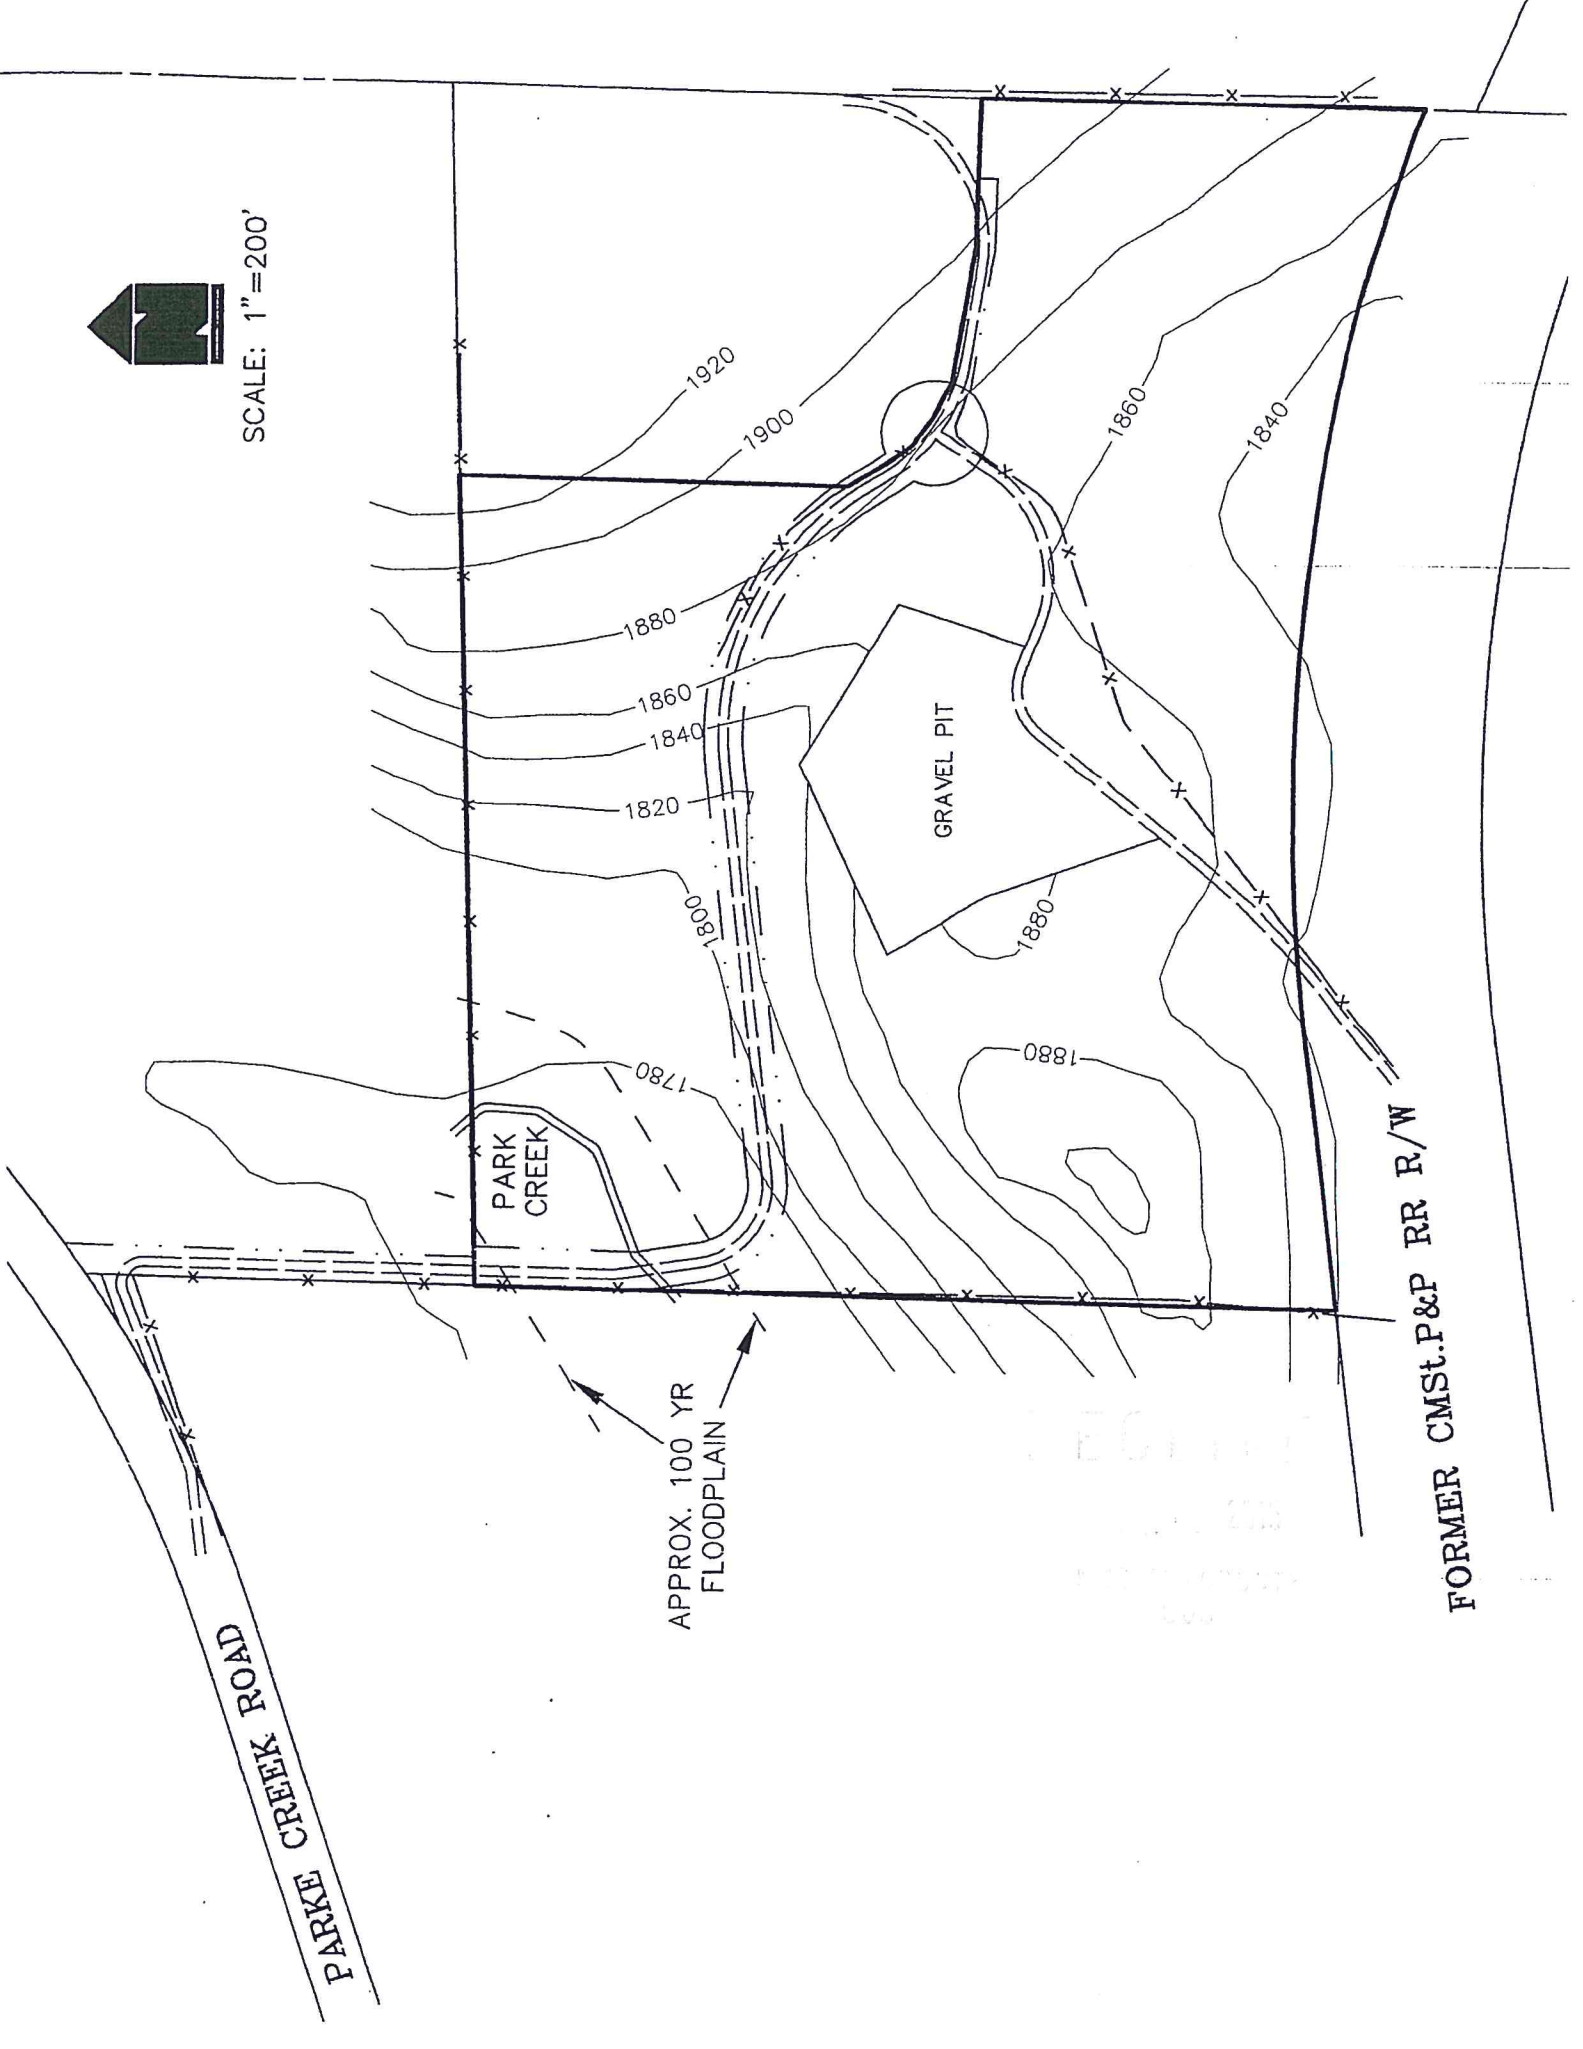 N
SCALE: 1"=200'
1920
1900
1880
1860
1840
1820
1800
1780
1860
1840
1880
1880
GRAVEL PIT
PARK
CREEK
APPROX. 100 YR
FLOODPLAIN
PARKE CREEK ROAD
FORMER CMSt.P&P RR R/W